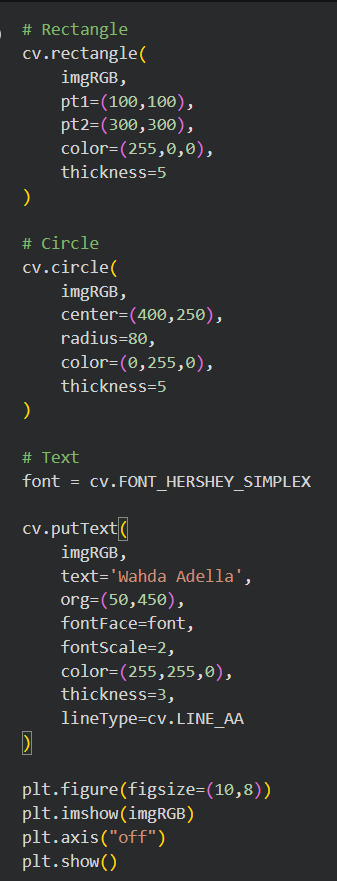 # Rectangle
cv.rectangle(
    imgRGB,
    pt1=(100,100),
    pt2=(300,300),
    color=(255,0,0),
    thickness=5
)

# Circle
cv.circle(
    imgRGB,
    center=(400,250),
    radius=80,
    color=(0,255,0),
    thickness=5
)

# Text
font = cv.FONT_HERSHEY_SIMPLEX

cv.putText(
    imgRGB,
    text='Wahda Adella',
    org=(50,450),
    fontFace=font,
    fontScale=2,
    color=(255,255,0),
    thickness=3,
    lineType=cv.LINE_AA
)

plt.figure(figsize=(10,8))
plt.imshow(imgRGB)
plt.axis("off")
plt.show()